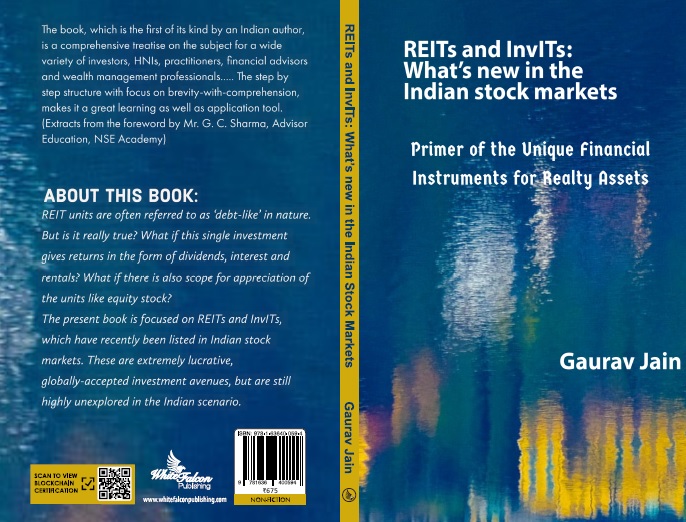 The book, which is the first of its kind by an Indian author,
is a comprehensive treatise on the subject for a wide
variety of investors, HNIs, practitioners, financial advisors
and wealth management professionals..... The step by
step structure with focus on brevity-with-comprehension,
makes it a great learning as well as application tool.
(Extracts from the foreword by Mr. G. C. Sharma, Advisor
Education, NSE Academy)
ABOUT THIS BOOK:
REIT units are often referred to as 'debt-like' in nature.
But is it really true? What if this single investment
gives returns in the form of dividends, interest and
rentals? What if there is also scope for appreciation of
the units like equity stock?
The present book is focused on REITs and InvITs,
which have recently been listed in Indian stock
markets. These are extremely lucrative,
globally-accepted investment avenues, but are still
highly unexplored in the Indian scenario.
SCAN TO VIEW
BLOCKCHAIN
CERTIFICATION
White Falcon
Publishing
www.whitefalconpublishing.com
ISBN: 978-1-63640-059-4
9 781636 400594
₹675
NONFICTION
REITs and InvITs: What's new in the Indian Stock Markets
Gaurav Jain
REITs and InvITs:
What's new in the
Indian stock markets
Primer of the Unique Financial
Instruments for Realty Assets
Gaurav Jain